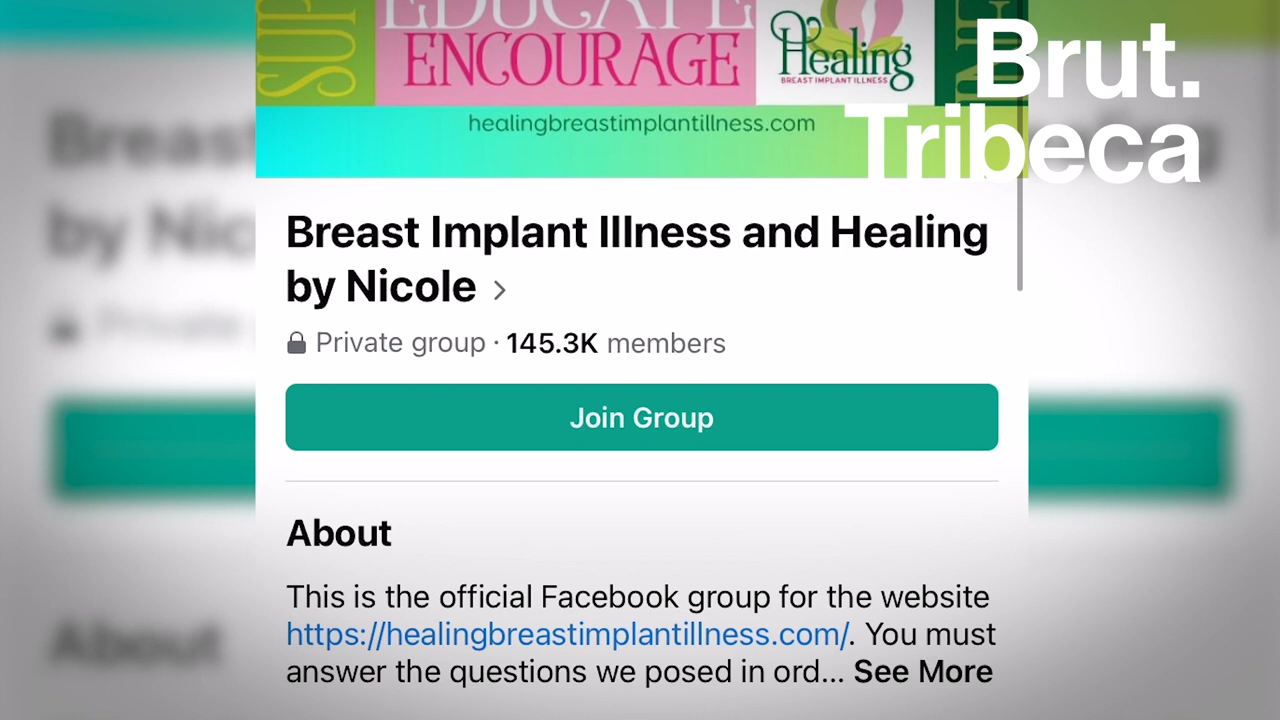 EDUCATE
ENCOURAGE
Healing
BREAST IMPLANT ILLNESS
healingbreastimplantillness.com
Brut.
Tribeca
Breast Implant Illness and Healing
by Nicole >
Private group · 145.3K members
Join Group
About
This is the official Facebook group for the website
https://healingbreastimplantillness.com/. You must
answer the questions we posed in ord... See More